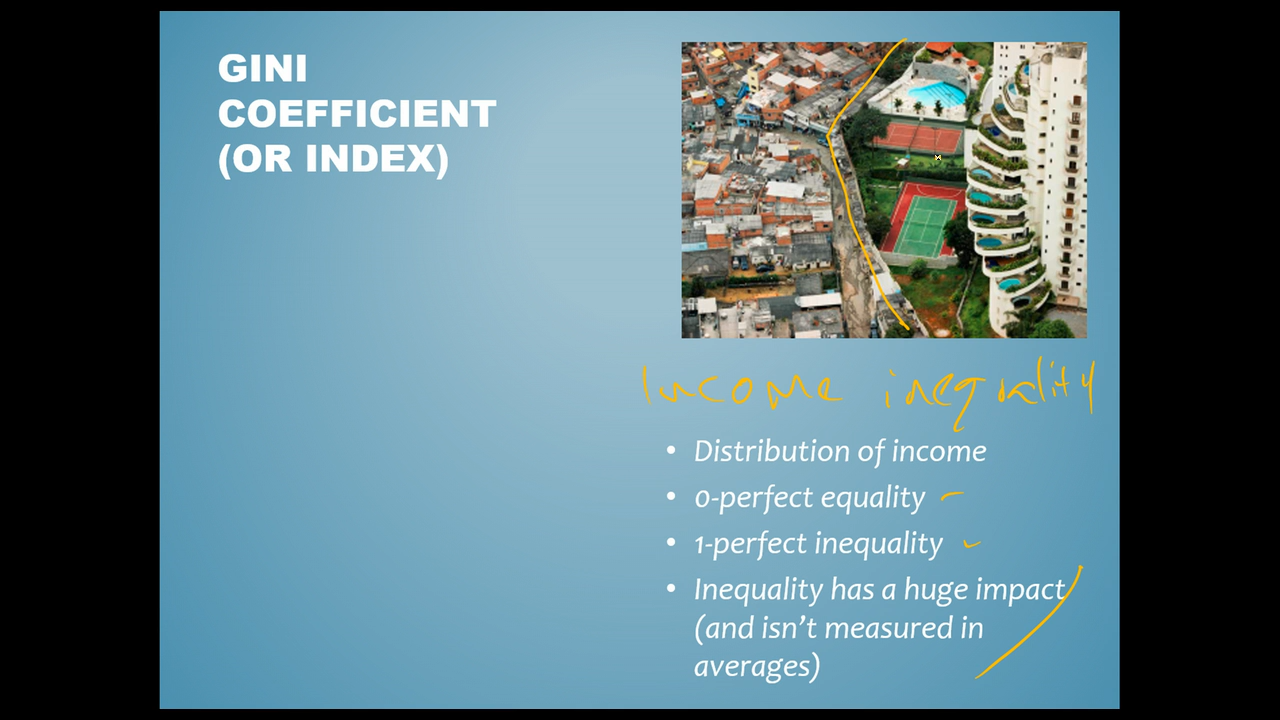 GINI
COEFFICIENT
(OR INDEX)
Income inequality
• Distribution of income
• 0-perfect equality
• 1-perfect inequality
• Inequality has a huge impact
(and isn't measured in
averages)